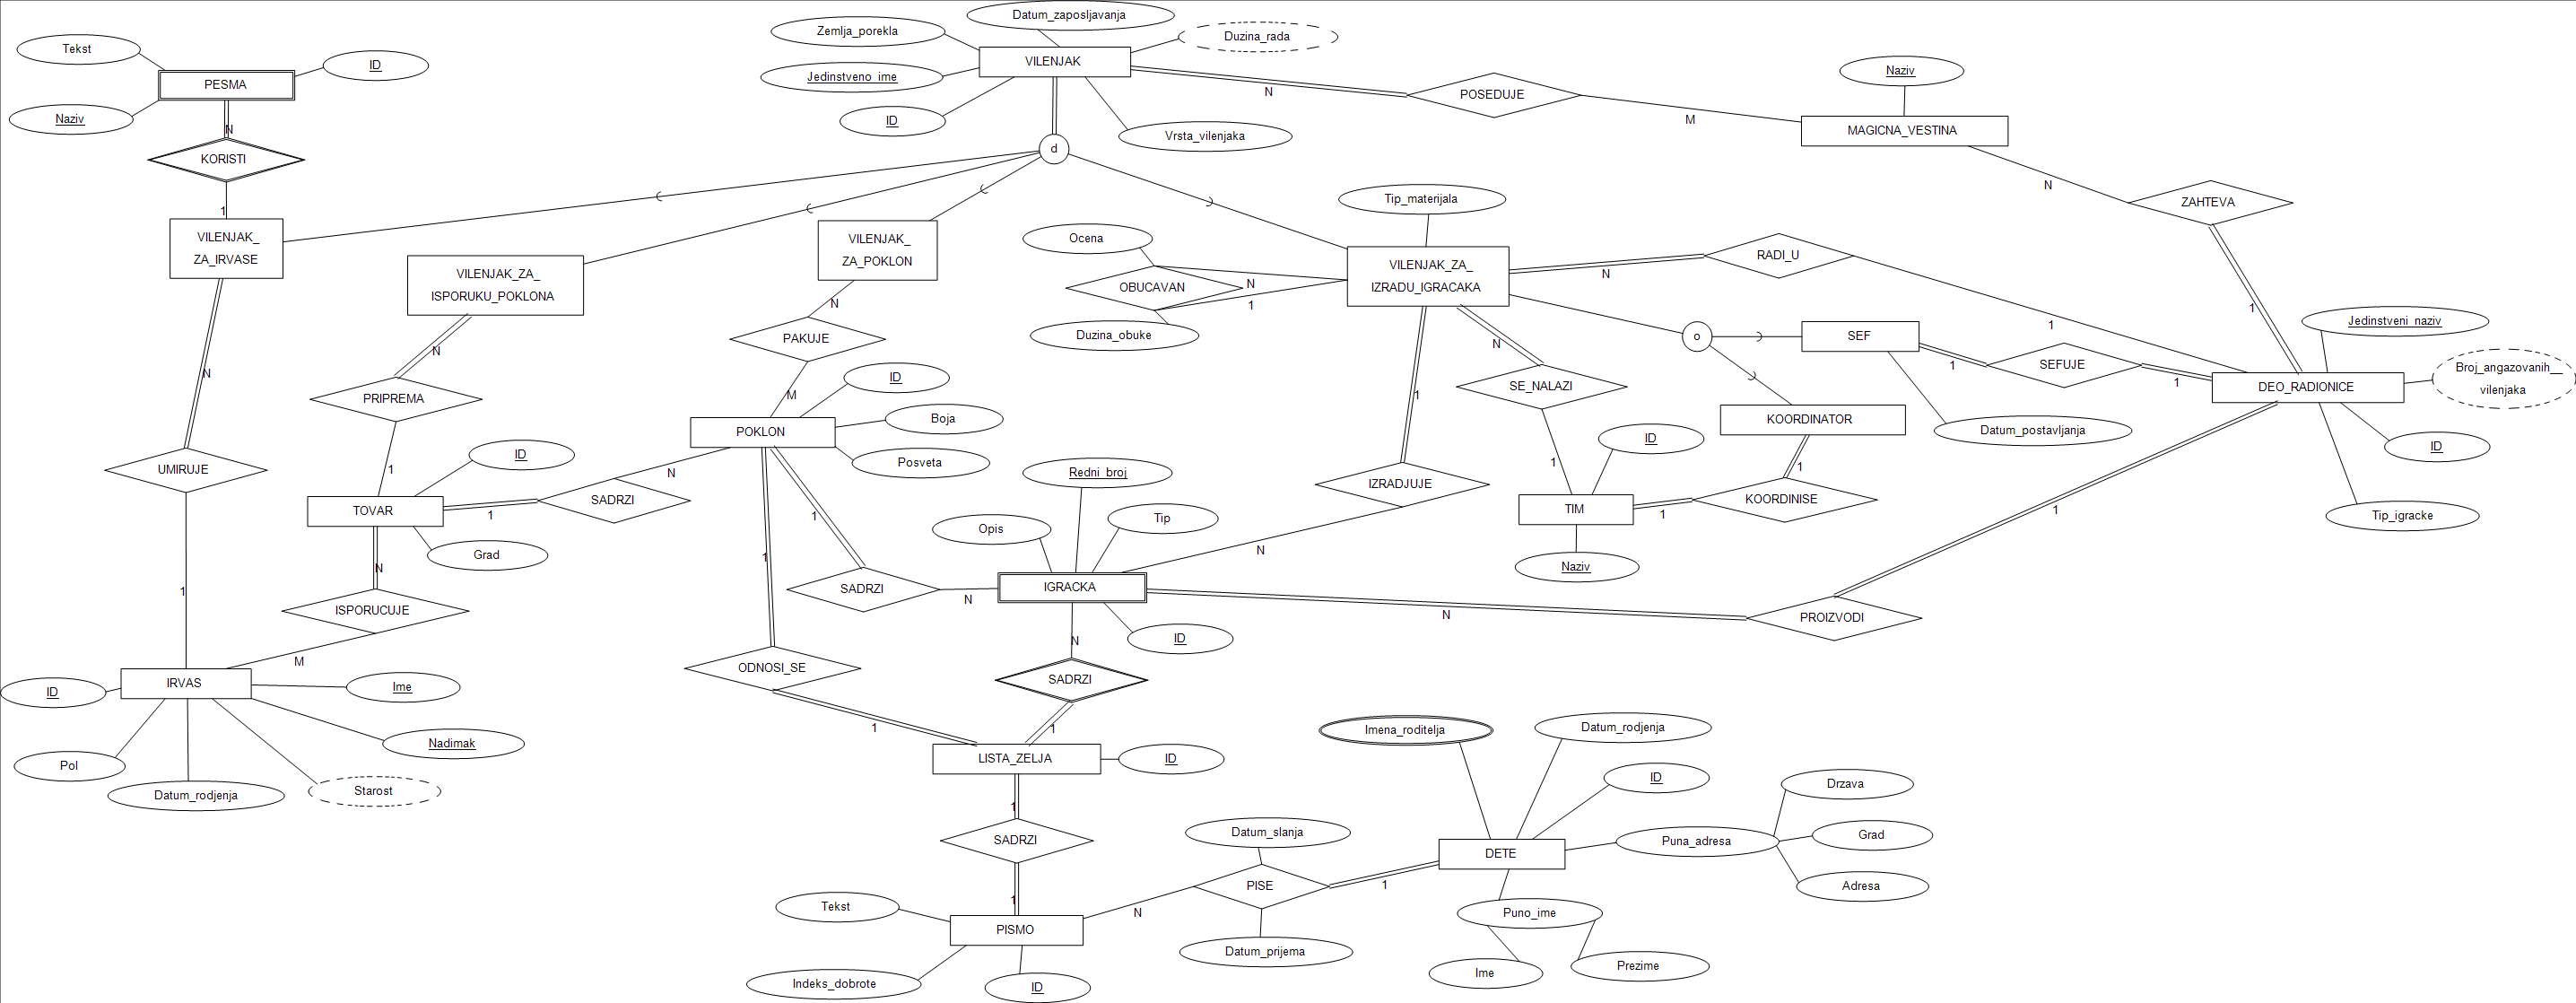 Datum_zaposljavanja
Zemlja_porekla
Duzina_rada
Tekst
VILENJAK
ID
Jedinstveno_ime
Naziv
PESMA
N
POSEDUJE
Naziv
ID
M
MAGICNA_VESTINA
N
Vrsta_vilenjaka
d
KORISTI
N
1
Tip_materijala
ZAHTEVA
VILENJAK_
ZA_IRVASE
Ocena
VILENJAK_
ZA_POKLON
VILENJAK_ZA_
IZRADU_IGRACAKA
RADI_U
N
VILENJAK_ZA_
ISPORUKU_POKLONA
OBUCAVAN
N
1
1
N
1
Jedinstveni_naziv
Duzina_obuke
PAKUJE
o
SEF
N
N
SEFUJE
1
1
Broj_angazovanih__
vilenjaka
N
ID
SE_NALAZI
DEO_RADIONICE
PRIPREMA
M
1
Boja
KOORDINATOR
POKLON
Datum_postavljanja
ID
ID
ID
Posveta
1
1
1
UMIRUJE
N
Redni_broj
IZRADJUJE
SADRZI
KOORDINISE
TOVAR
1
1
Tip
TIM
1
1
Tip_igracke
Opis
Grad
1
N
N
Naziv
SADRZI
IGRACKA
1
N
ISPORUCUJE
N
PROIZVODI
N
ID
M
ODNOSI_SE
SADRZI
IRVAS
ID
Ime
1
1
Imena_roditelja
Datum_rodjenja
Nadimak
LISTA_ZELJA
ID
Pol
ID
Datum_rodjenja
Starost
1
Drzava
SADRZI
Datum_slanja
Puna_adresa
Grad
DETE
PISE
1
Adresa
1
Tekst
N
Puno_ime
PISMO
Datum_prijema
Ime
Prezime
Indeks_dobrote
ID